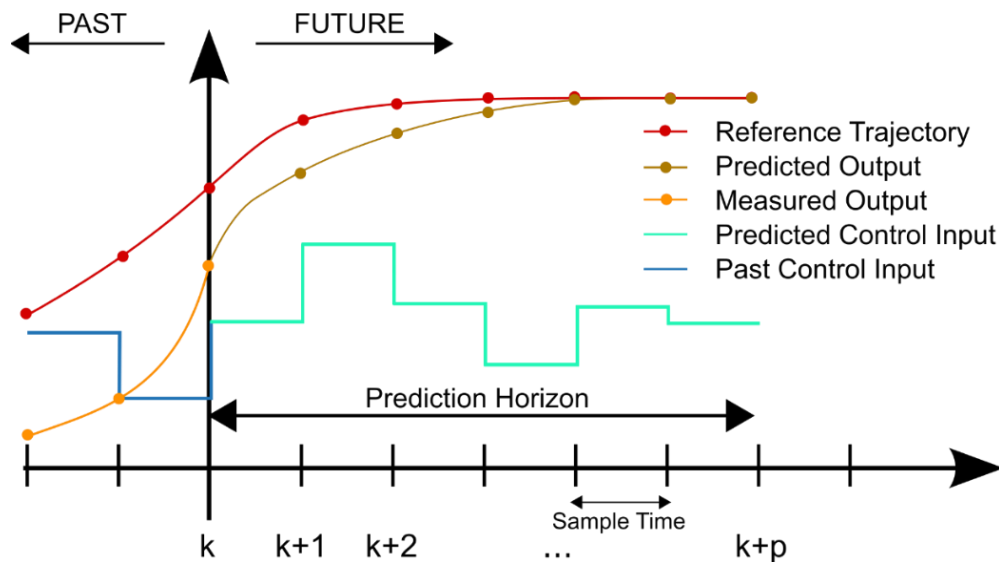 PAST
FUTURE
Reference Trajectory
Predicted Output
Measured Output
Predicted Control Input
Past Control Input
Prediction Horizon
Sample Time
k
k+1
k+2
...
k+p